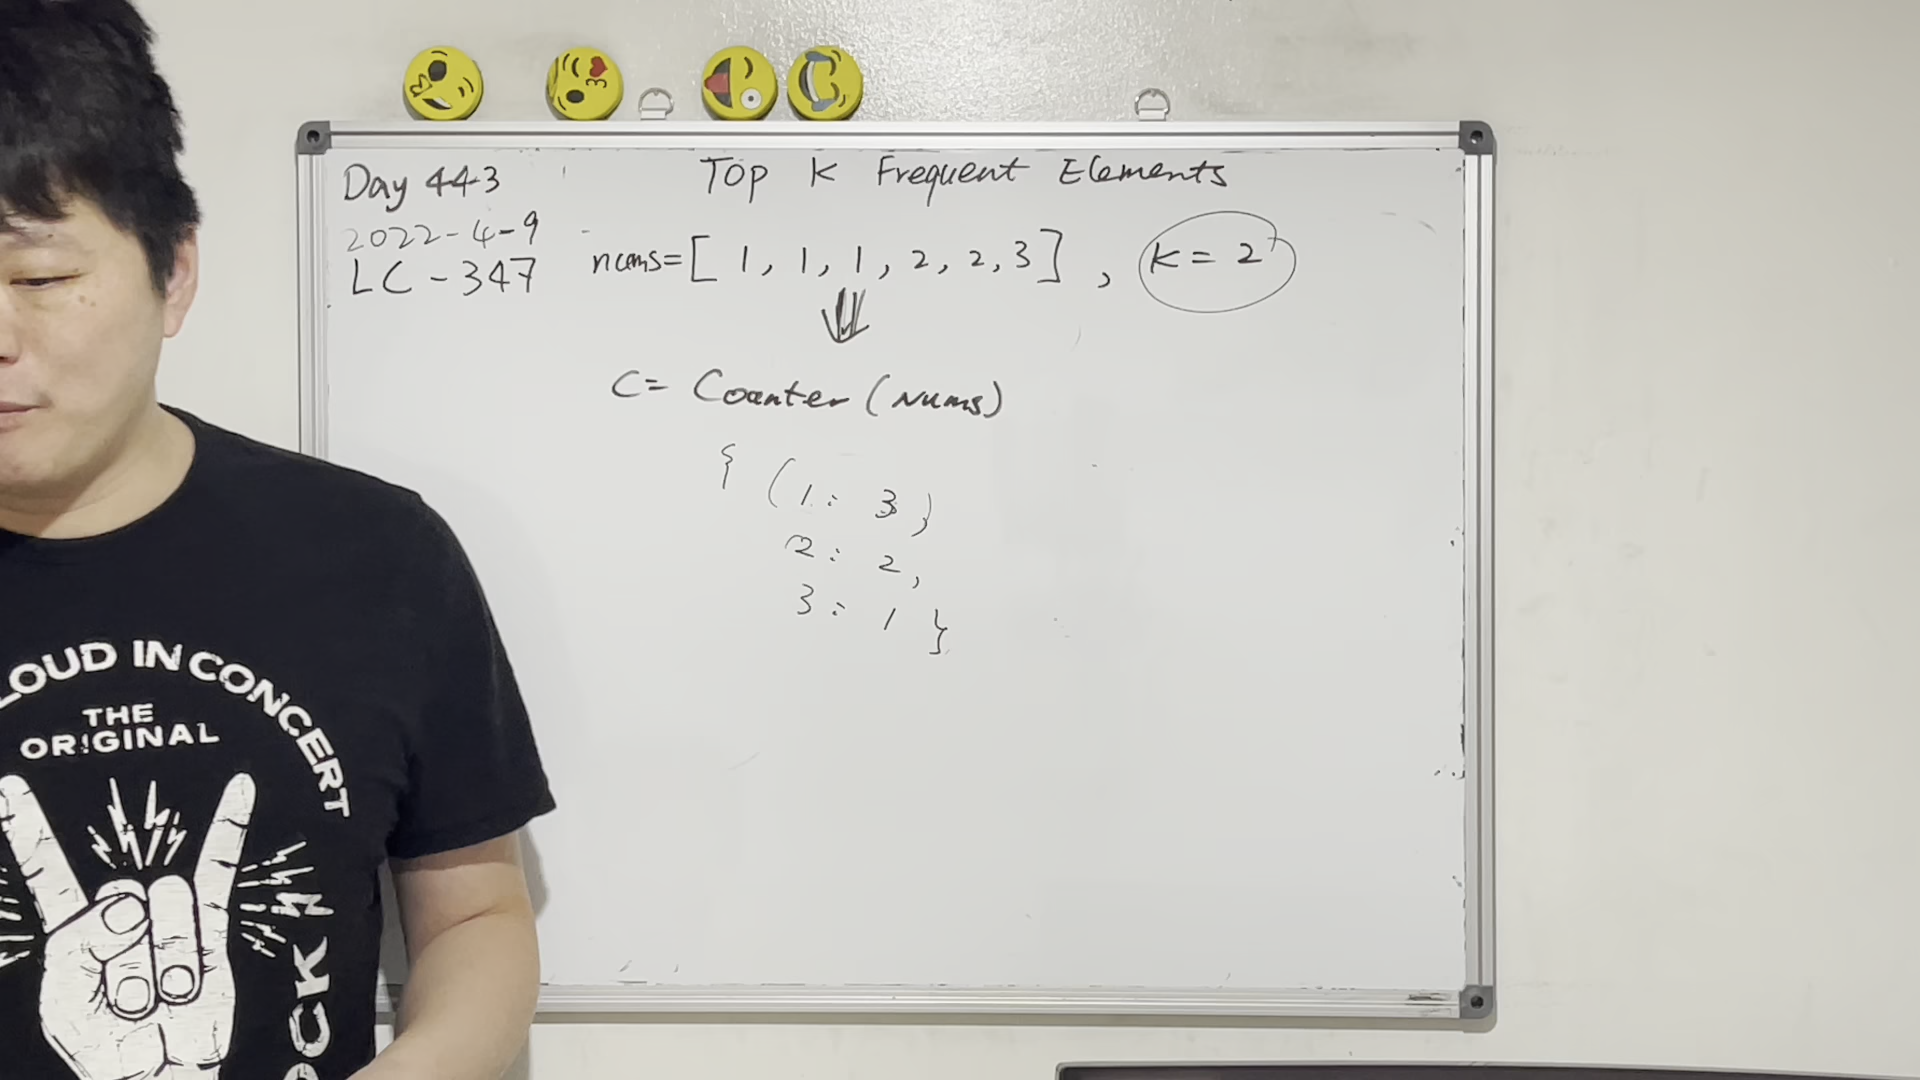 Day 443
Top K Frequent Elements
2022-4-9
LC-347
nums=[1, 1, 1, 2, 2, 3], k=2
C= Counter(nums)
{(1: 3,
2: 2,
3: 1}
LOUD IN CONCERT
THE
ORIGINAL
OCK